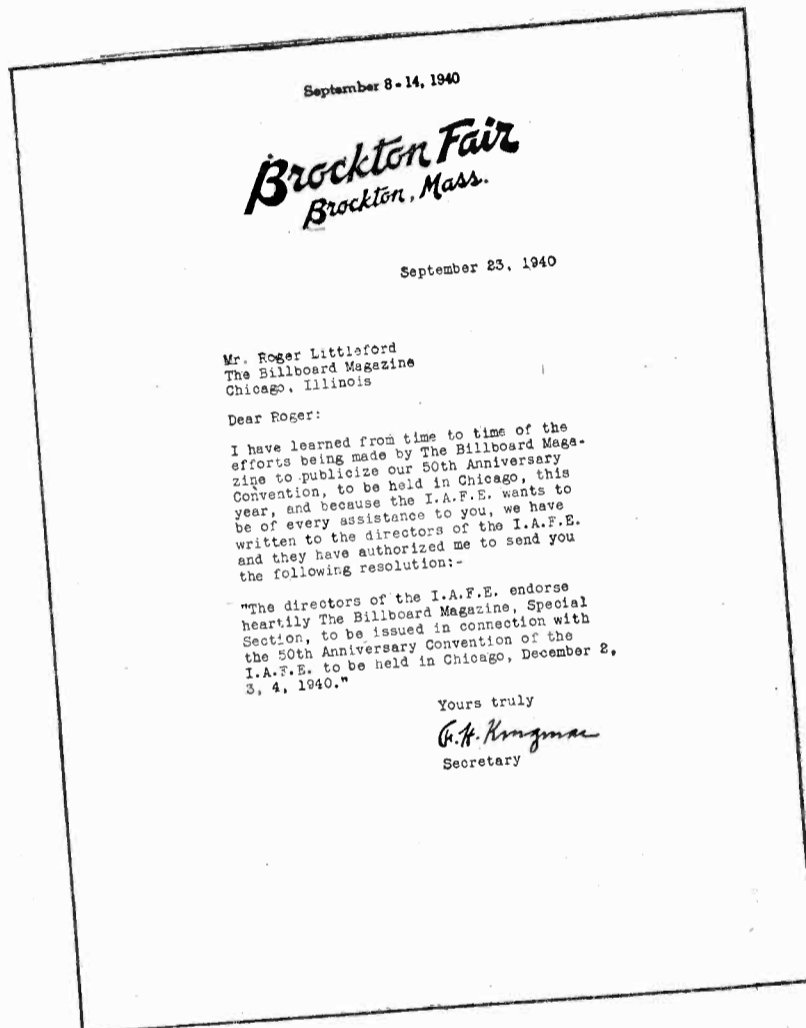 September 8-14, 1940
Brockton Fair
Brockton, Mass.
September 23, 1940
Mr. Roger Littleford
The Billboard Magazine
Chicago, Illinois
Dear Roger:
I have learned from time to time of the
efforts being made by The Billboard Maga-
zine to publicize our 50th Anniversary
Convention, to be held in Chicago, this
year, and because the I.A.F.E. wants to
be of every assistance to you, we have
written to the directors of the I.A.F.E.
and they have authorized me to send you
the following resolution:-
"The directors of the I.A.F.E. endorse
heartily The Billboard Magazine, Special
Section, to be issued in connection with
the 50th Anniversary Convention of the
I.A.F.E. to be held in Chicago, December 2,
3, 4, 1940."
Yours truly
F.H. Kingman
Secretary